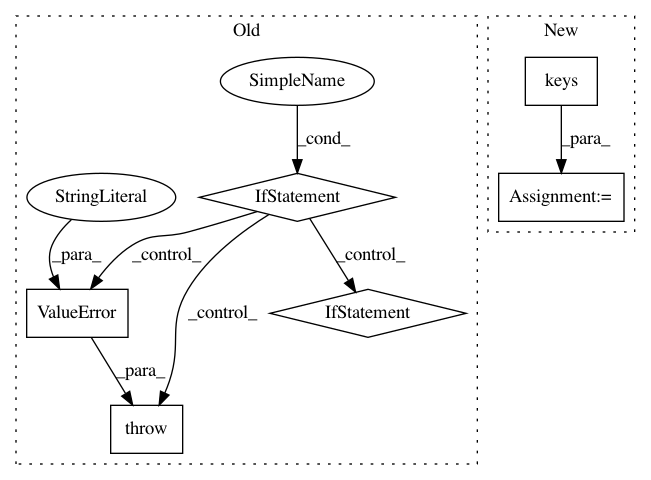 Old
New
SimpleName
keys
_cond_
_para_
StringLiteral
IfStatement
Assignment:=
_para_
_control_
_control_
_control_
ValueError
IfStatement
_para_
throw